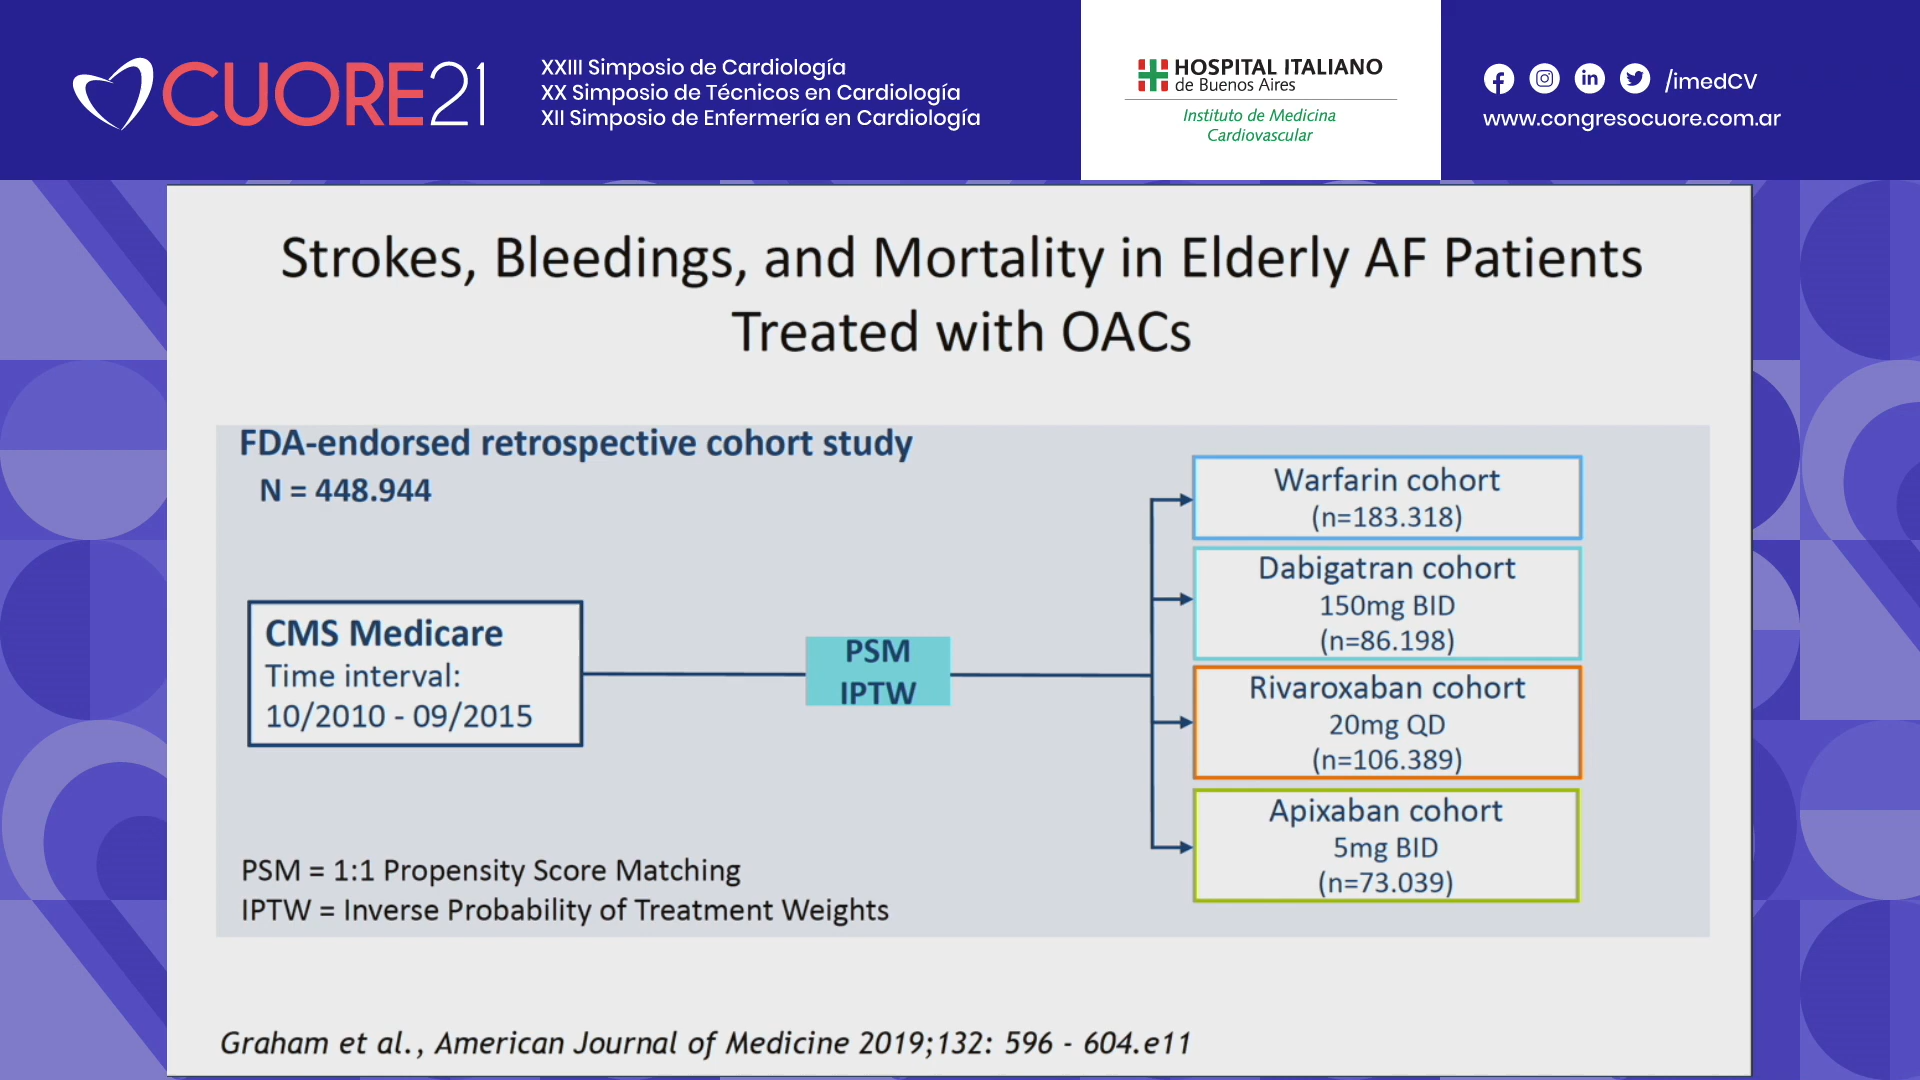 CUORE21
XXIII Simposio de Cardiología
XX Simposio de Técnicos en Cardiología
XII Simposio de Enfermería en Cardiología
HOSPITAL ITALIANO
de Buenos Aires
Instituto de Medicina
Cardiovascular
/imedCV
www.congresocuore.com.ar
Strokes, Bleedings, and Mortality in Elderly AF Patients
Treated with OACs
FDA-endorsed retrospective cohort study
N = 448.944
CMS Medicare
Time interval:
10/2010 - 09/2015
PSM
IPTW
Warfarin cohort
(n=183.318)
Dabigatran cohort
150mg BID
(n=86.198)
Rivaroxaban cohort
20mg QD
(n=106.389)
Apixaban cohort
5mg BID
(n=73.039)
PSM = 1:1 Propensity Score Matching
IPTW = Inverse Probability of Treatment Weights
Graham et al., American Journal of Medicine 2019;132: 596 - 604.e11